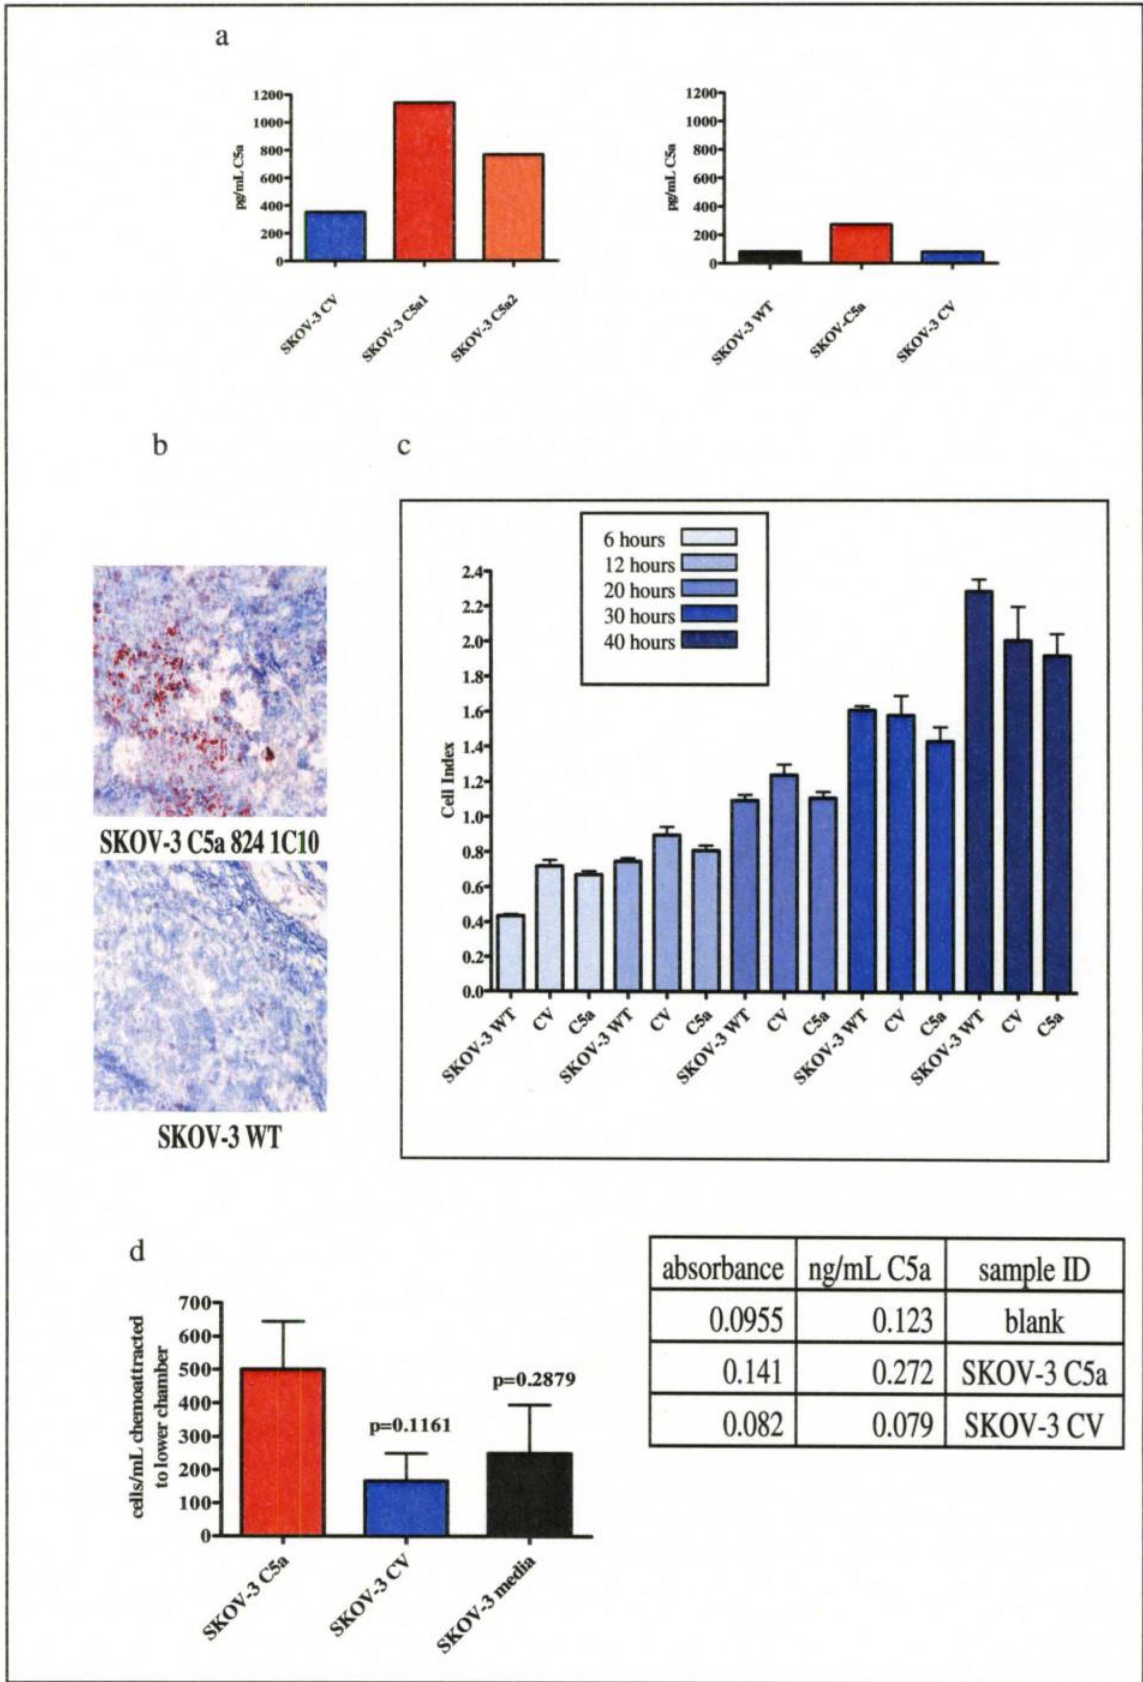 a
1200
1000
800
600
400
200
0
pg/mL C5a
SKOV-3 CV
SKOV-3 C5a1
SKOV-3 C5a2
1200
1000
800
600
400
200
0
pg/mL C5a
SKOV-3 WT
SKOV-C5a
SKOV-3 CV
b
SKOV-3 C5a 824 1C10
SKOV-3 WT
c
6 hours
12 hours
20 hours
30 hours
40 hours
2.4
2.2
2.0
1.8
1.6
1.4
1.2
1.0
0.8
0.6
0.4
0.2
0.0
Cell Index
SKOV-3 WT
CV
C5a
SKOV-3 WT
CV
C5a
SKOV-3 WT
CV
C5a
SKOV-3 WT
CV
C5a
SKOV-3 WT
CV
C5a
d
700
600
500
400
300
200
100
0
cells/mL chemoattracted
to lower chamber
p=0.1161
p=0.2879
SKOV-3 C5a
SKOV-3 CV
SKOV-3 media
absorbance ng/mL C5a sample ID
0.0955 0.123 blank
0.141 0.272 SKOV-3 C5a
0.082 0.079 SKOV-3 CV